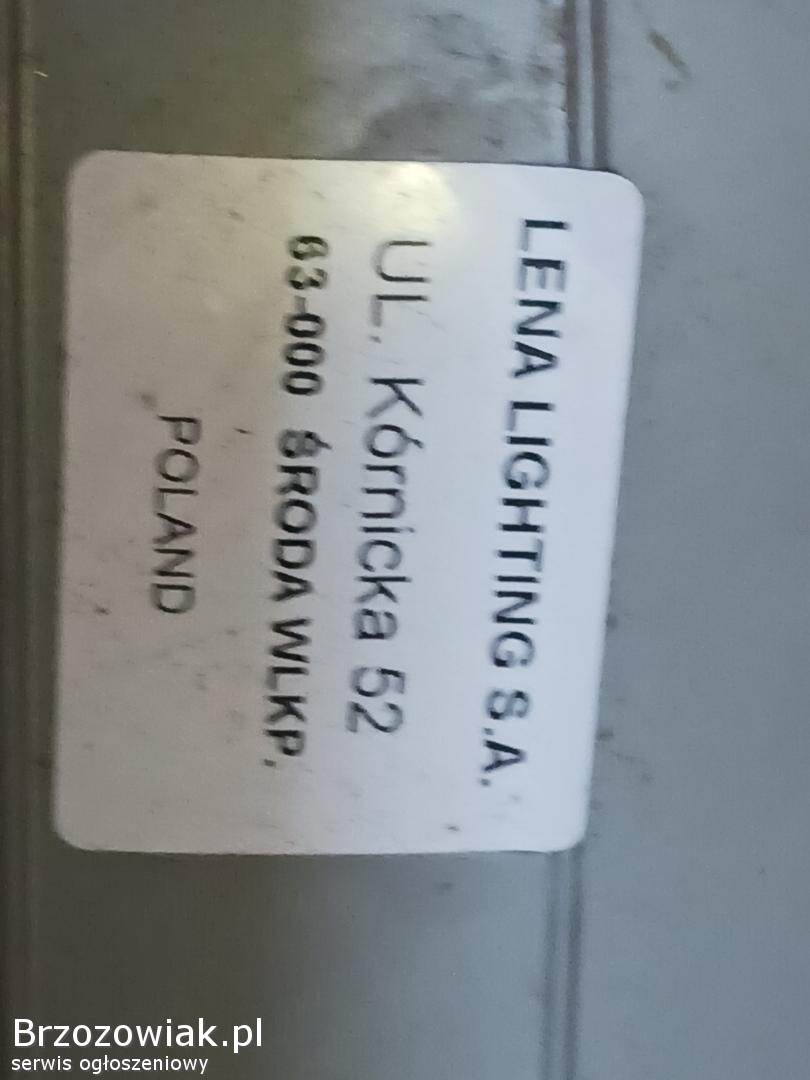 LENA LIGHTING S.A.
UL. Kórnicka 52
63-000 ŚRODA WLKP.
POLAND
Brzozowiak.pl
serwis ogłoszeniowy